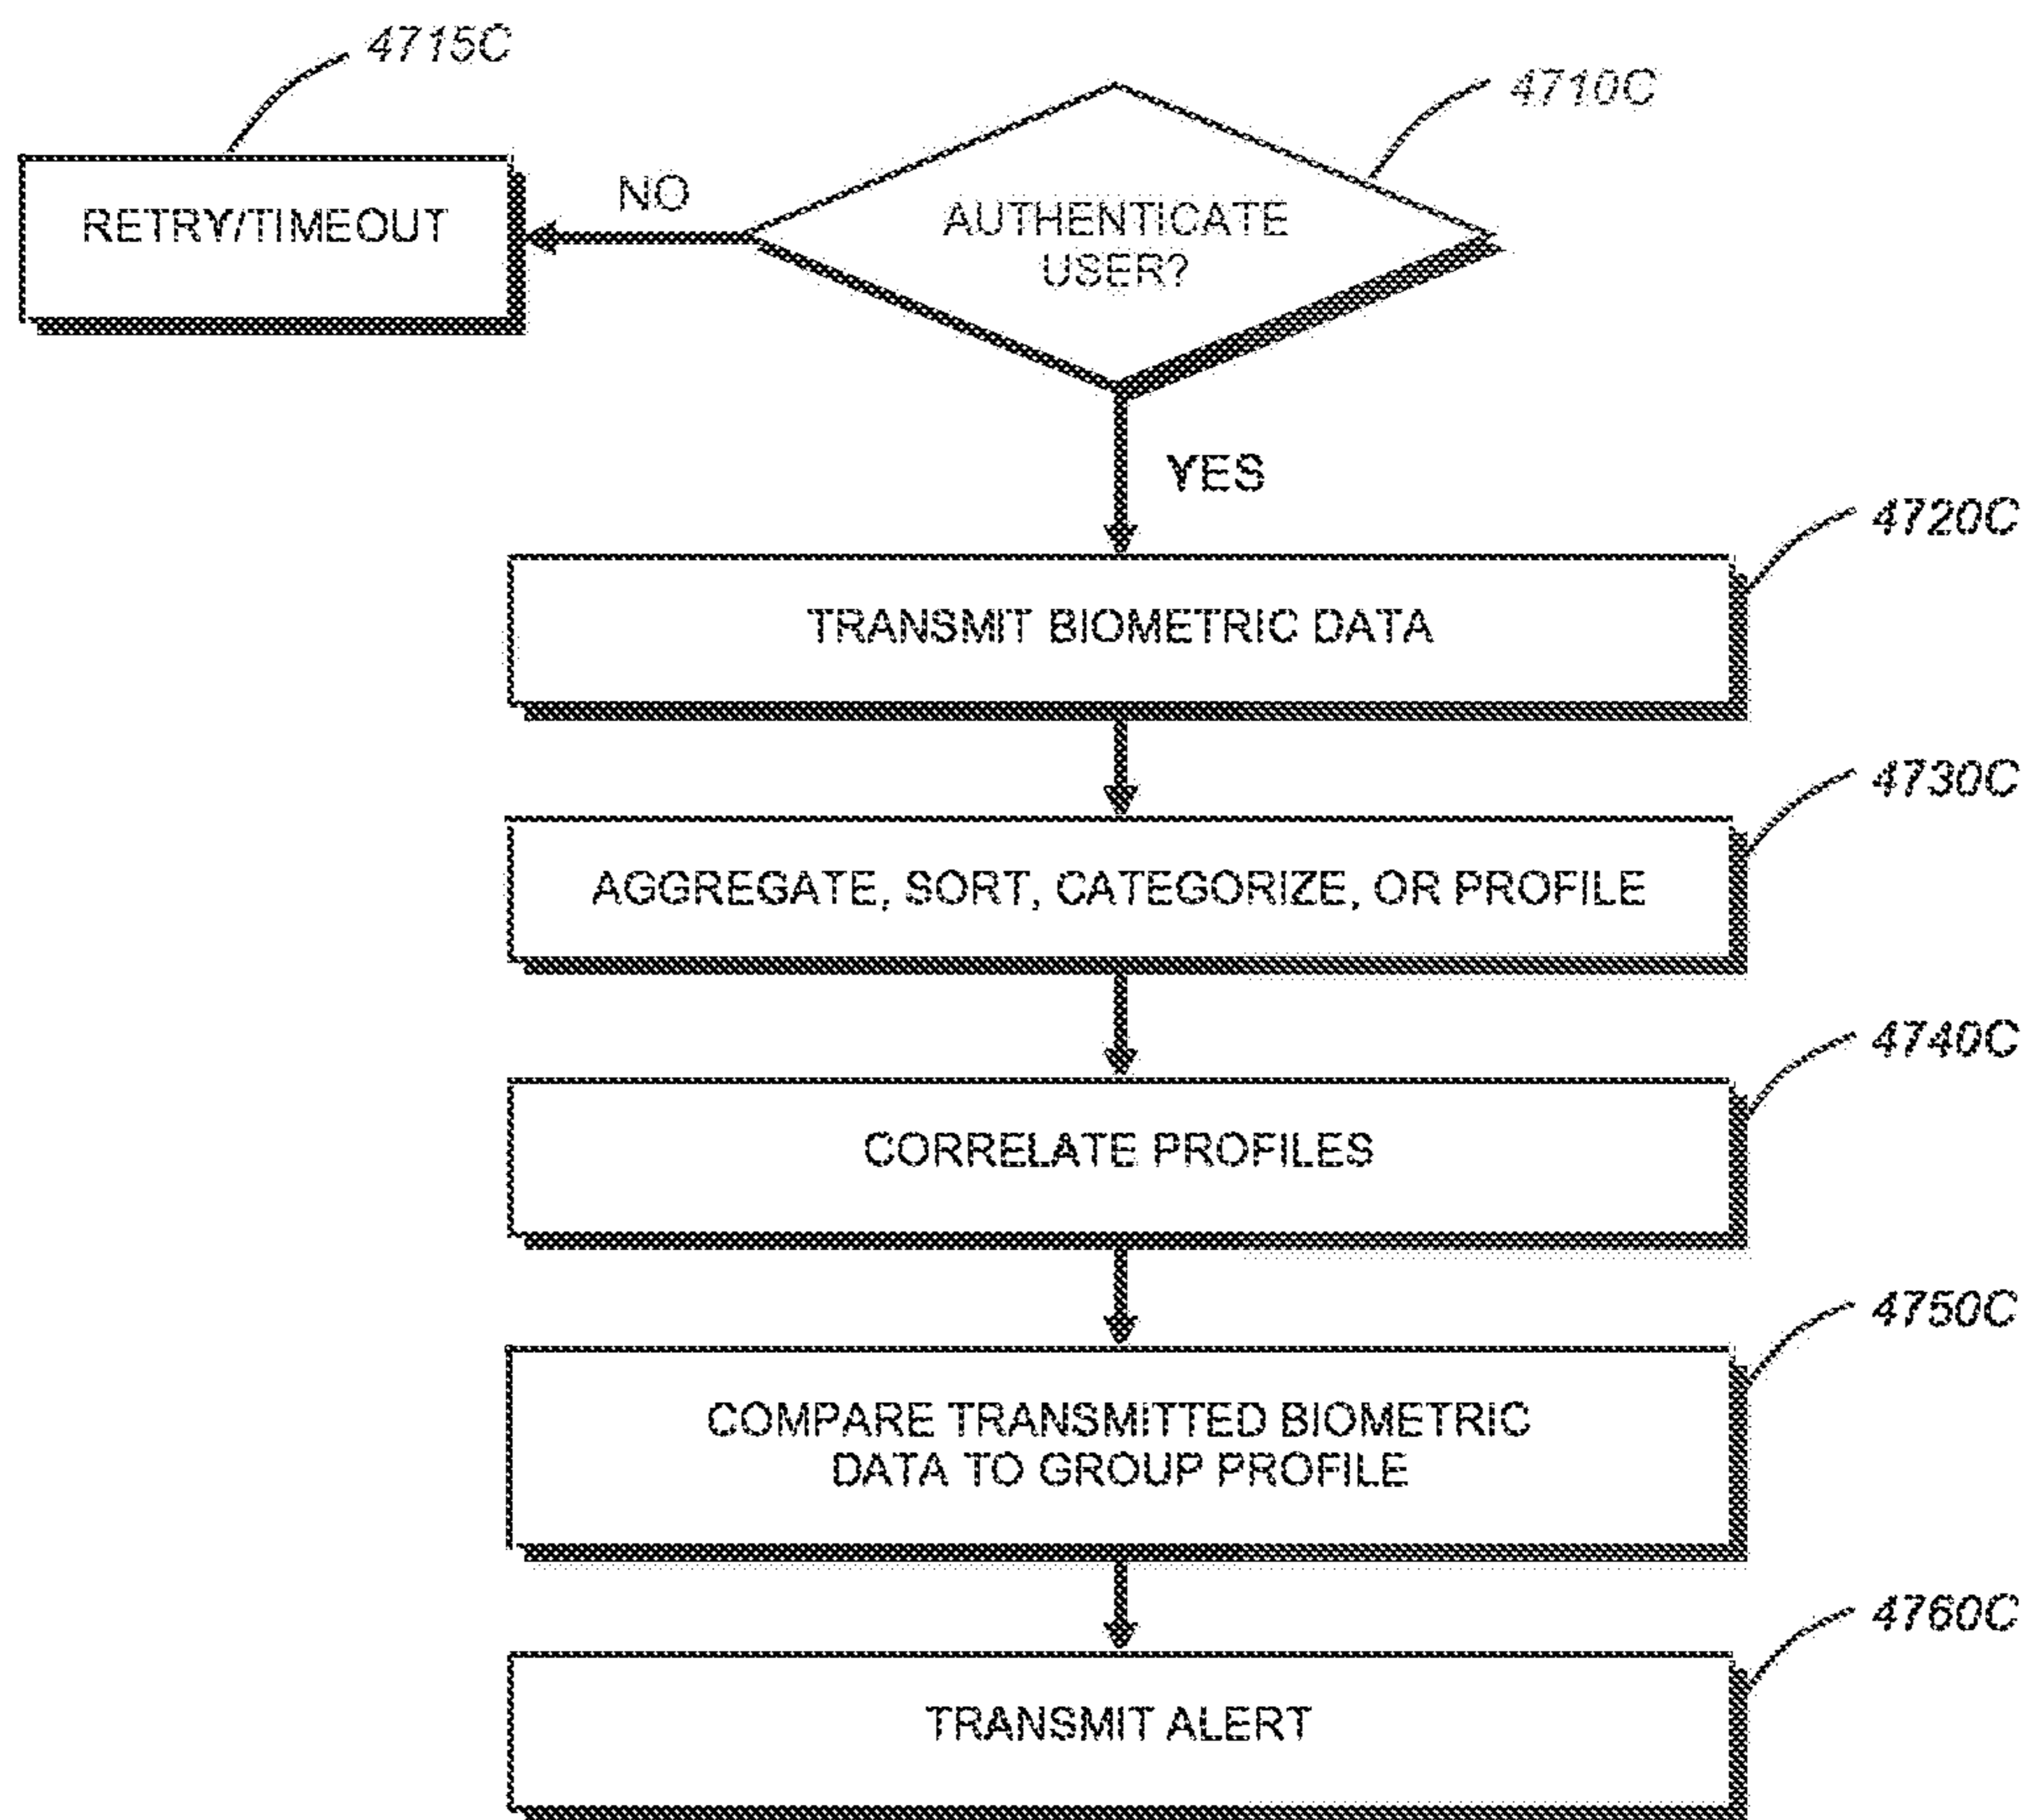 4715C
4710C
NO
RETRY/TIMEOUT
AUTHENTICATE
USER?
YES
4720C
TRANSMIT BIOMETRIC DATA
4730C
AGGREGATE, SORT, CATEGORIZE, OR PROFILE
4740C
CORRELATE PROFILES
4750C
COMPARE TRANSMITTED BIOMETRIC
DATA TO GROUP PROFILE
4760C
TRANSMIT ALERT